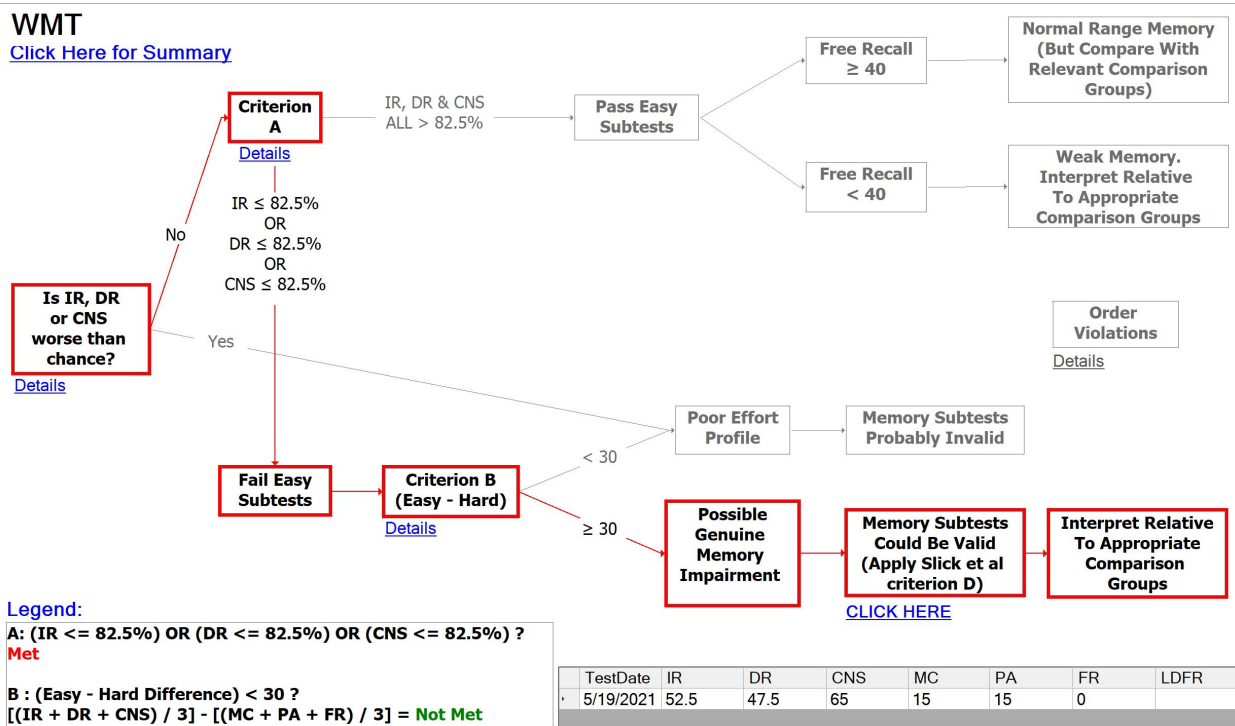 WMT
Click Here for Summary
Criterion
A
Details
IR, DR & CNS
ALL > 82.5%
Pass Easy
Subtests
Free Recall
≥ 40
Normal Range Memory
(But Compare With
Relevant Comparison
Groups)
Free Recall
< 40
Weak Memory.
Interpret Relative
To Appropriate
Comparison Groups
IR ≤ 82.5%
OR
DR ≤ 82.5%
OR
CNS ≤ 82.5%
No
Is IR, DR
or CNS
worse than
chance?
Details
Yes
Order
Violations
Details
Poor Effort
Profile
Memory Subtests
Probably Invalid
< 30
Fail Easy
Subtests
Criterion B
(Easy - Hard)
Details
≥ 30
Possible
Genuine
Memory
Impairment
Memory Subtests
Could Be Valid
(Apply Slick et al
criterion D)
CLICK HERE
Interpret Relative
To Appropriate
Comparison
Groups
Legend:
A: (IR <= 82.5%) OR (DR <= 82.5%) OR (CNS <= 82.5%) ?
Met
B : (Easy - Hard Difference) < 30 ?
[(IR + DR + CNS) / 3] - [(MC + PA + FR) / 3] = Not Met
TestDate IR DR CNS MC PA FR LDFR
5/19/2021 52.5 47.5 65 15 15 0